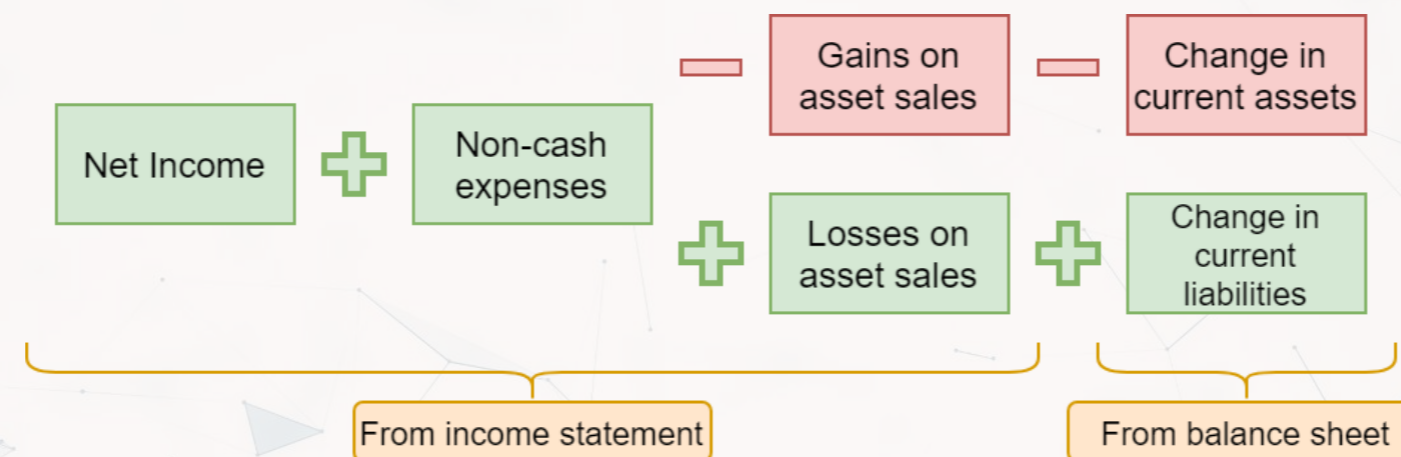 Net Income
Non-cash
expenses
Gains on
asset sales
Losses on
asset sales
Change in
current assets
Change in
current
liabilities
From income statement
From balance sheet